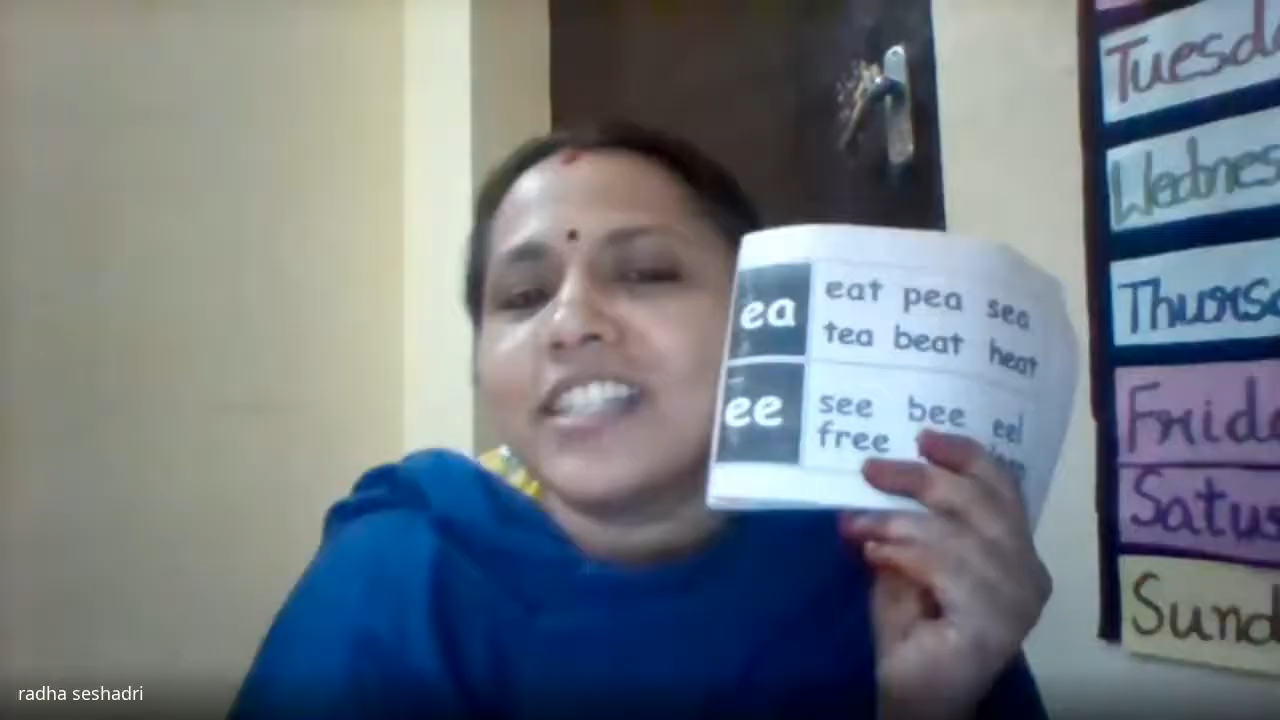 Tuesd
Wednes
Thurs
Frid
Satu
Sund
ea
eat pea sea
tea beat heat
ee
see bee eel
free
radha seshadri